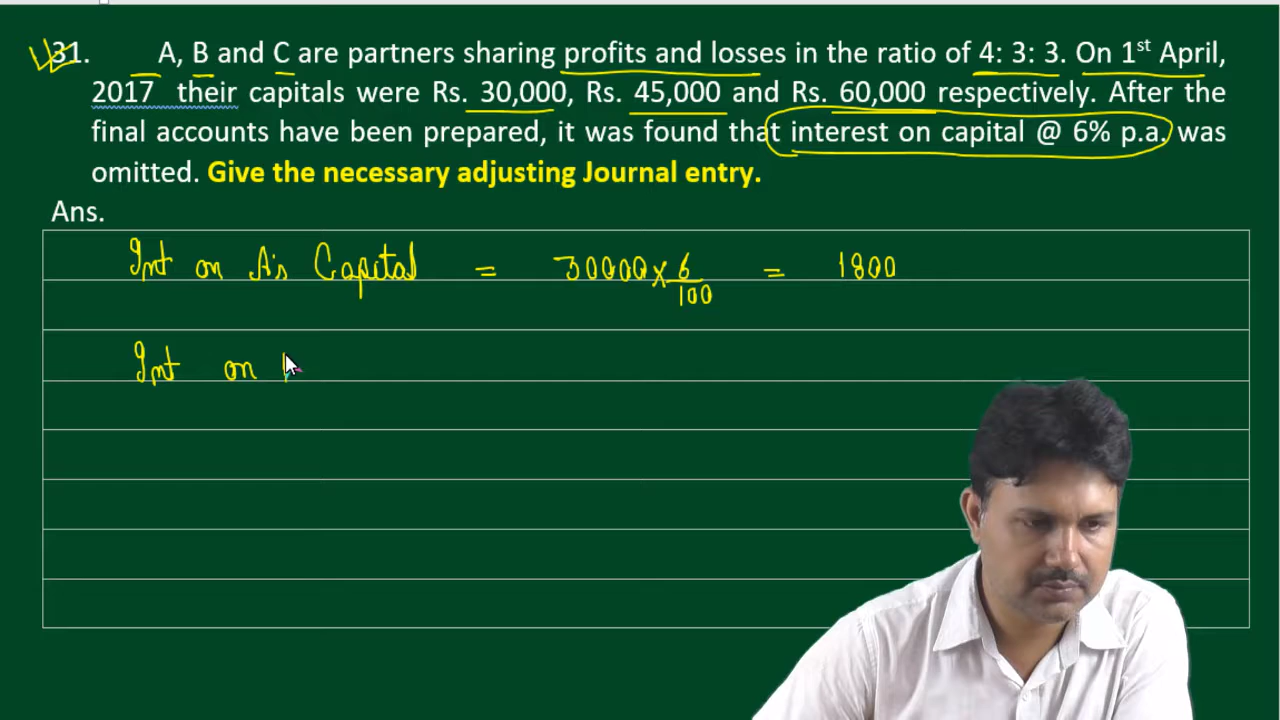 31. A, B and C are partners sharing profits and losses in the ratio of 4: 3: 3. On 1st April,
2017 their capitals were Rs. 30,000, Rs. 45,000 and Rs. 60,000 respectively. After the
final accounts have been prepared, it was found that interest on capital @ 6% p.a. was
omitted. Give the necessary adjusting Journal entry.
Ans.
Int on A's Capital = 30000 × 6/100 = 1800
Int on